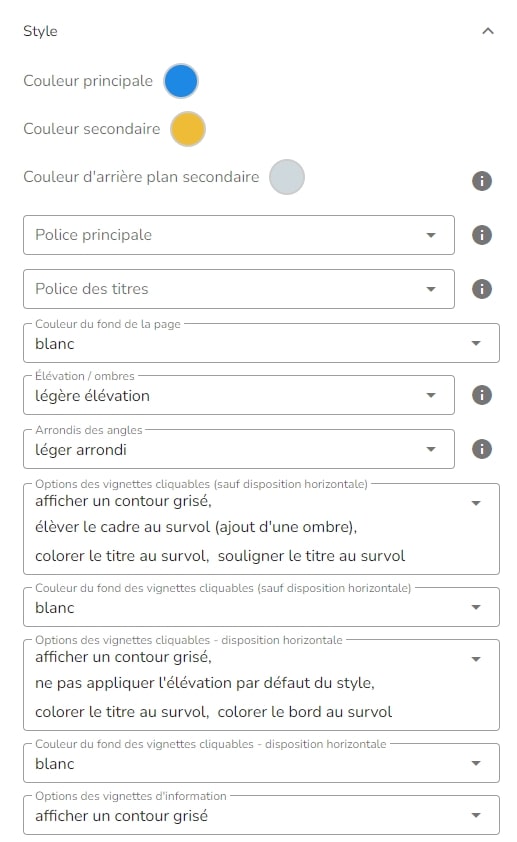 Style
Couleur principale
Couleur secondaire
Couleur d'arrière plan secondaire
Police principale
Police des titres
Couleur du fond de la page
blanc
Élévation / ombres
légère élévation
Arrondis des angles
léger arrondi
Options des vignettes cliquables (sauf disposition horizontale)
afficher un contour grisé,
élèver le cadre au survol (ajout d'une ombre),
colorer le titre au survol, souligner le titre au survol
Couleur du fond des vignettes cliquables (sauf disposition horizontale)
blanc
Options des vignettes cliquables - disposition horizontale
afficher un contour grisé,
ne pas appliquer l'élévation par défaut du style,
colorer le titre au survol, colorer le bord au survol
Couleur du fond des vignettes cliquables - disposition horizontale
blanc
Options des vignettes d'information
afficher un contour grisé